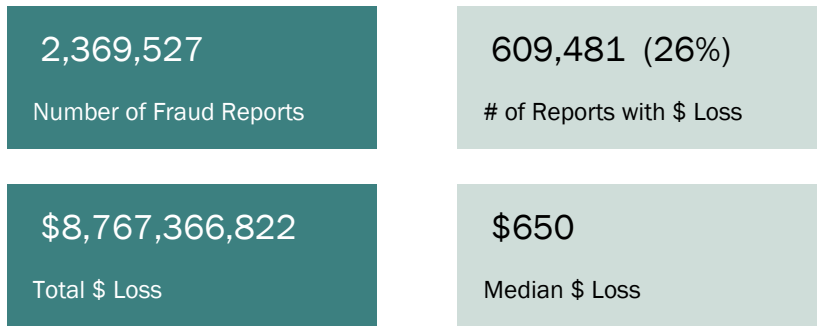 2,369,527
Number of Fraud Reports
609,481 (26%)
# of Reports with $ Loss
$8,767,366,822
Total $ Loss
$650
Median $ Loss